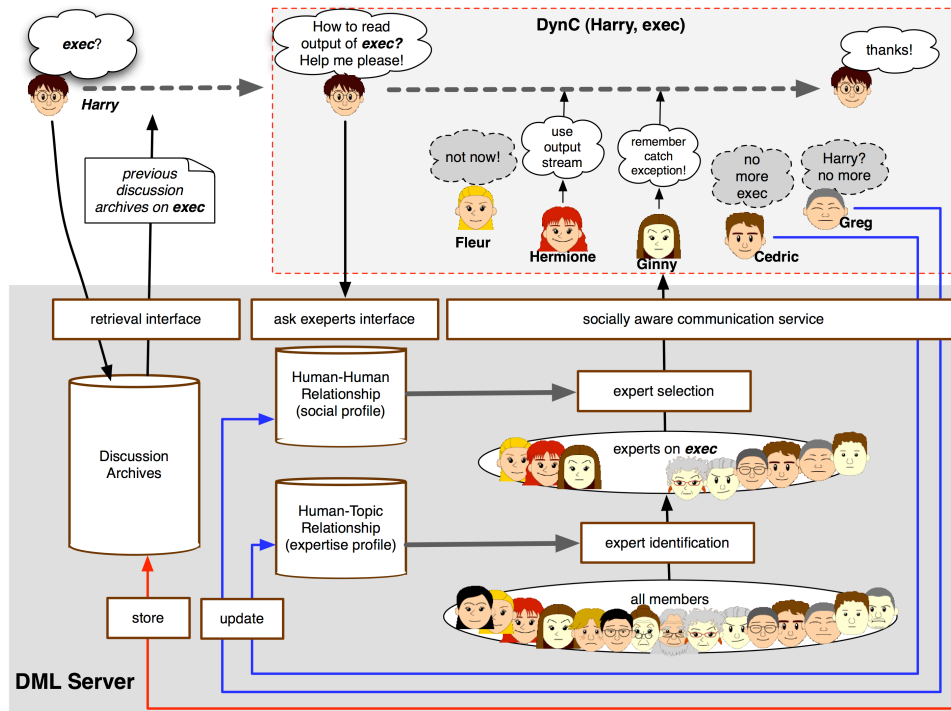 DynC (Harry, exec)
exec?
Harry
How to read
output of exec?
Help me please!
thanks!
previous
discussion
archives on exec
not now!
Fleur
use
output
stream
Hermione
remember
catch
exception!
Ginny
no
more
exec
Cedric
Harry?
no more
Greg
retrieval interface
ask exeperts interface
socially aware communication service
Discussion
Archives
Human-Human
Relationship
(social profile)
expert selection
experts on exec
Human-Topic
Relationship
(expertise profile)
expert identification
all members
store
update
DML Server